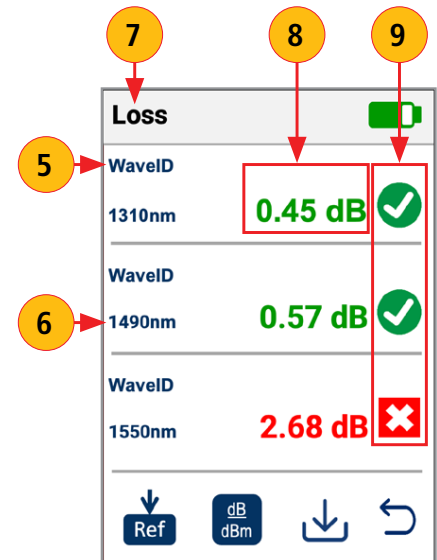 7
8
9
Loss
5
WaveID
1310nm
0.45 dB
WaveID
6
1490nm
0.57 dB
WaveID
1550nm
2.68 dB
Ref
dB
dBm